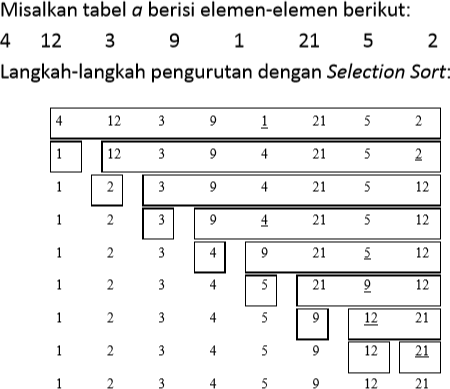 Misalkan tabel a berisi elemen-elemen berikut:
4 12 3 9 1 21 5 2
Langkah-langkah pengurutan dengan Selection Sort:
4 12 3 9 1 21 5 2
1 12 3 9 4 21 5 2
1 2 3 9 4 21 5 12
1 2 3 9 4 21 5 12
1 2 3 4 9 21 5 12
1 2 3 4 5 21 9 12
1 2 3 4 5 9 12 21
1 2 3 4 5 9 12 21
1 2 3 4 5 9 12 21